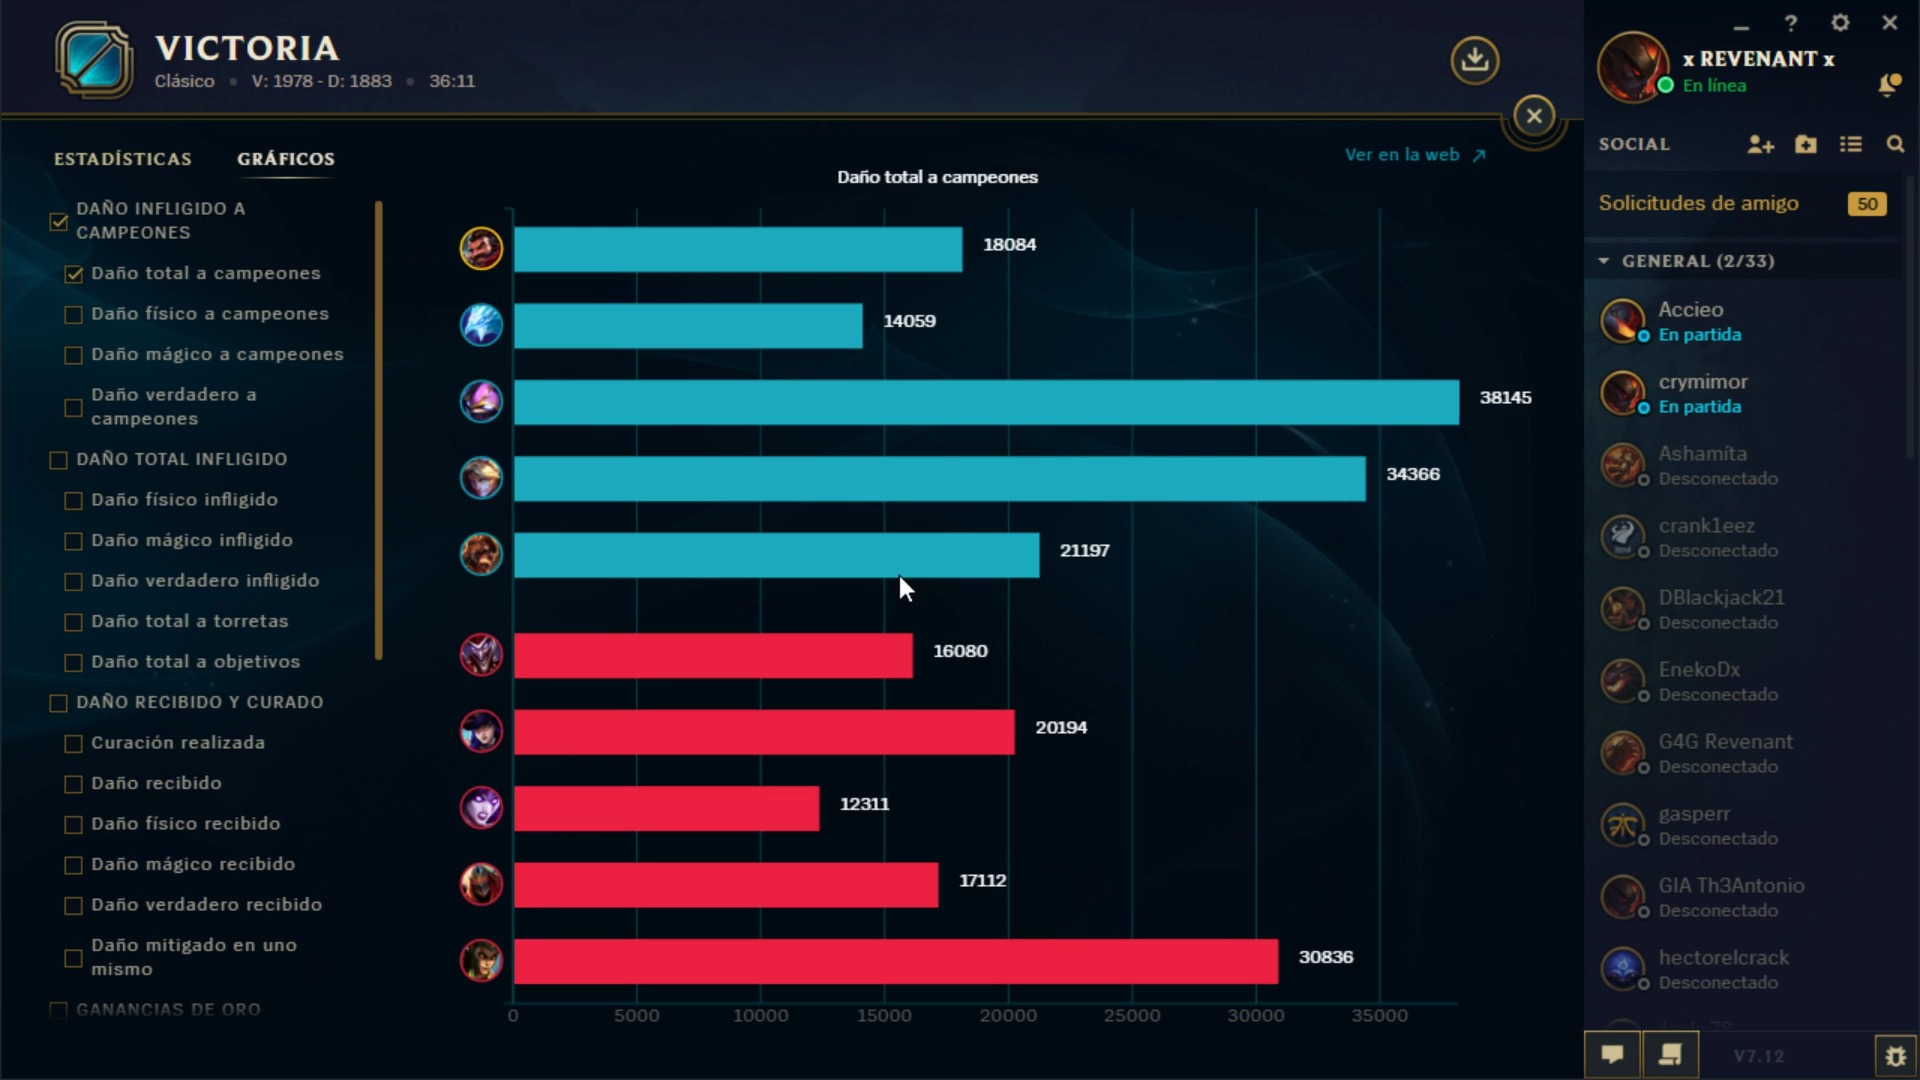 VICTORIA
Clásico • V: 1978 - D: 1883 • 36:11
ESTADÍSTICAS
GRÁFICOS
Ver en la web
DAÑO INFLIGIDO A
CAMPEONES
Daño total a campeones
Daño físico a campeones
Daño mágico a campeones
Daño verdadero a
campeones
DAÑO TOTAL INFLIGIDO
Daño físico infligido
Daño mágico infligido
Daño verdadero infligido
Daño total a torretas
Daño total a objetivos
DAÑO RECIBIDO Y CURADO
Curación realizada
Daño recibido
Daño físico recibido
Daño mágico recibido
Daño verdadero recibido
Daño mitigado en uno
mismo
GANANCIAS DE ORO
Daño total a campeones
18084
14059
38145
34366
21197
16080
20194
12311
17112
30836
0 5000 10000 15000 20000 25000 30000 35000
x REVENANT x
En línea
SOCIAL
Solicitudes de amigo 50
GENERAL (2/33)
Accieo
En partida
crymimor
En partida
Ashamíta
Desconectado
crank1eez
Desconectado
DBlackjack21
Desconectado
EnekoDx
Desconectado
G4G Revenant
Desconectado
gasperr
Desconectado
GIA Th3Antonio
Desconectado
hectorelcrack
Desconectado
V7.12